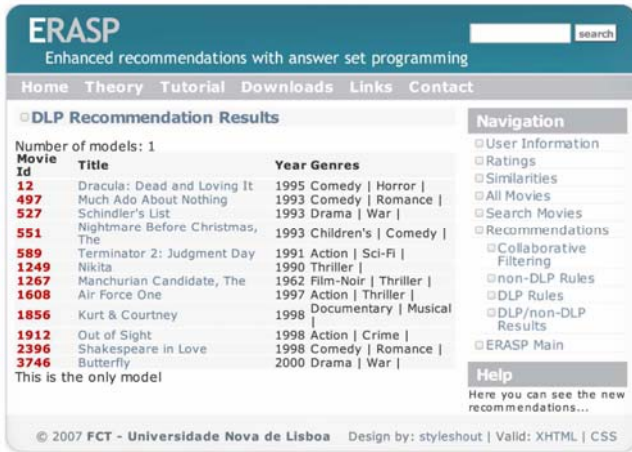 ERASP
search
Enhanced recommendations with answer set programming
Home Theory Tutorial Downloads Links Contact
DLP Recommendation Results
Number of models: 1
Movie Id Title Year Genres
12 Dracula: Dead and Loving It 1995 Comedy | Horror |
497 Much Ado About Nothing 1993 Comedy | Romance |
527 Schindler's List 1993 Drama | War |
551 Nightmare Before Christmas, The 1993 Children's | Comedy |
589 Terminator 2: Judgment Day 1991 Action | Sci-Fi |
1249 Nikita 1990 Thriller |
1267 Manchurian Candidate, The 1962 Film-Noir | Thriller |
1608 Air Force One 1997 Action | Thriller |
1856 Kurt & Courtney 1998 Documentary | Musical |
1912 Out of Sight 1998 Action | Crime |
2396 Shakespeare in Love 1998 Comedy | Romance |
3746 Butterfly 2000 Drama | War |
This is the only model
Navigation
User Information
Ratings
Similarities
All Movies
Search Movies
Recommendations
Collaborative
Filtering
non-DLP Rules
DLP Rules
DLP/non-DLP
Results
ERASP Main
Help
Here you can see the new
recommendations...
© 2007 FCT - Universidade Nova de Lisboa Design by: styleshout | Valid: XHTML | CSS